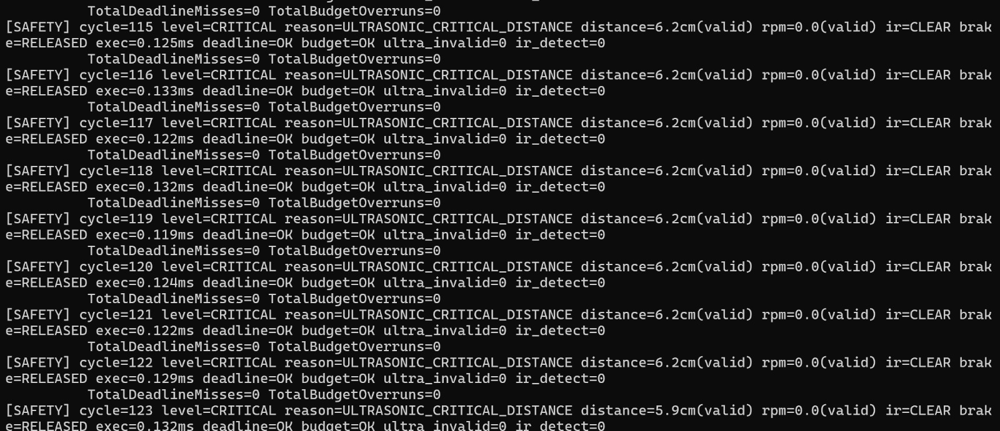 TotalDeadlineMisses=0 TotalBudgetOverruns=0
[SAFETY] cycle=115 level=CRITICAL reason=ULTRASONIC_CRITICAL_DISTANCE distance=6.2cm(valid) rpm=0.0(valid) ir=CLEAR brak
e=RELEASED exec=0.125ms deadline=OK budget=OK ultra_invalid=0 ir_detect=0
TotalDeadlineMisses=0 TotalBudgetOverruns=0
[SAFETY] cycle=116 level=CRITICAL reason=ULTRASONIC_CRITICAL_DISTANCE distance=6.2cm(valid) rpm=0.0(valid) ir=CLEAR brak
e=RELEASED exec=0.133ms deadline=OK budget=OK ultra_invalid=0 ir_detect=0
TotalDeadlineMisses=0 TotalBudgetOverruns=0
[SAFETY] cycle=117 level=CRITICAL reason=ULTRASONIC_CRITICAL_DISTANCE distance=6.2cm(valid) rpm=0.0(valid) ir=CLEAR brak
e=RELEASED exec=0.122ms deadline=OK budget=OK ultra_invalid=0 ir_detect=0
TotalDeadlineMisses=0 TotalBudgetOverruns=0
[SAFETY] cycle=118 level=CRITICAL reason=ULTRASONIC_CRITICAL_DISTANCE distance=6.2cm(valid) rpm=0.0(valid) ir=CLEAR brak
e=RELEASED exec=0.132ms deadline=OK budget=OK ultra_invalid=0 ir_detect=0
TotalDeadlineMisses=0 TotalBudgetOverruns=0
[SAFETY] cycle=119 level=CRITICAL reason=ULTRASONIC_CRITICAL_DISTANCE distance=6.2cm(valid) rpm=0.0(valid) ir=CLEAR brak
e=RELEASED exec=0.119ms deadline=OK budget=OK ultra_invalid=0 ir_detect=0
TotalDeadlineMisses=0 TotalBudgetOverruns=0
[SAFETY] cycle=120 level=CRITICAL reason=ULTRASONIC_CRITICAL_DISTANCE distance=6.2cm(valid) rpm=0.0(valid) ir=CLEAR brak
e=RELEASED exec=0.124ms deadline=OK budget=OK ultra_invalid=0 ir_detect=0
TotalDeadlineMisses=0 TotalBudgetOverruns=0
[SAFETY] cycle=121 level=CRITICAL reason=ULTRASONIC_CRITICAL_DISTANCE distance=6.2cm(valid) rpm=0.0(valid) ir=CLEAR brak
e=RELEASED exec=0.122ms deadline=OK budget=OK ultra_invalid=0 ir_detect=0
TotalDeadlineMisses=0 TotalBudgetOverruns=0
[SAFETY] cycle=122 level=CRITICAL reason=ULTRASONIC_CRITICAL_DISTANCE distance=6.2cm(valid) rpm=0.0(valid) ir=CLEAR brak
e=RELEASED exec=0.129ms deadline=OK budget=OK ultra_invalid=0 ir_detect=0
TotalDeadlineMisses=0 TotalBudgetOverruns=0
[SAFETY] cycle=123 level=CRITICAL reason=ULTRASONIC_CRITICAL_DISTANCE distance=5.9cm(valid) rpm=0.0(valid) ir=CLEAR brak
e=RELEASED exec=0.132ms deadline=OK budget=OK ultra_invalid=0 ir_detect=0